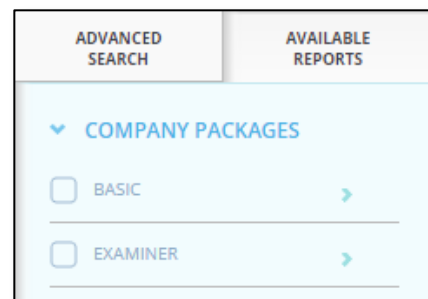 ADVANCED
SEARCH
AVAILABLE
REPORTS
COMPANY PACKAGES
BASIC
EXAMINER